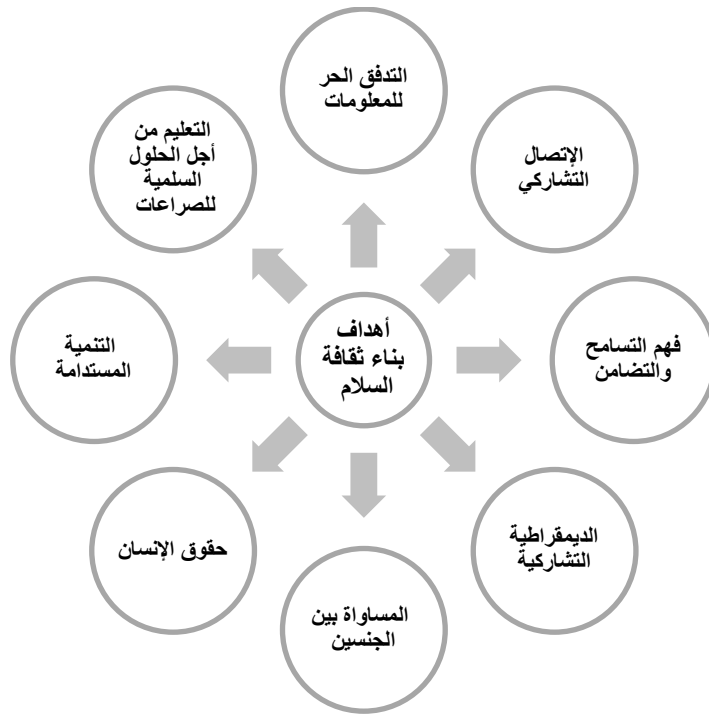 أهداف
بناء ثقافة
السلام
التدفق الحر
للمعلومات
الإتصال
التشاركي
فهم التسامح
والتضامن
الديمقراطية
التشاركية
المساواة بين
الجنسين
حقوق الإنسان
التنمية
المستدامة
التعليم من
أجل الحلول
السلمية
للصراعات